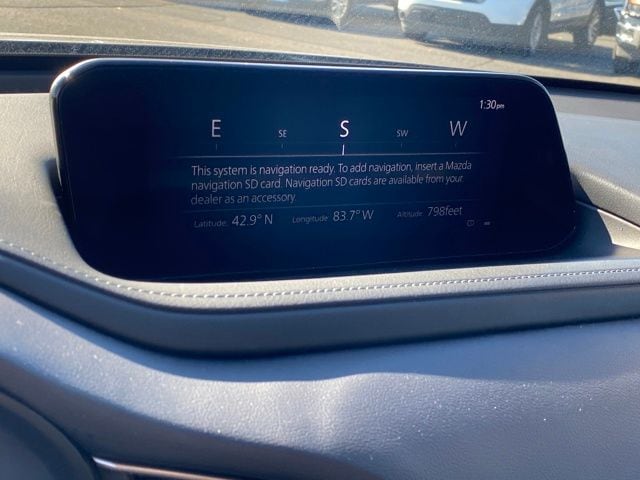 1:30pm
E SE S SW W
This system is navigation ready. To add navigation, insert a Mazda
navigation SD card. Navigation SD cards are available from your
dealer as an accessory.
Latitude: 42.9° N Longitude 83.7° W Altitude 798feet